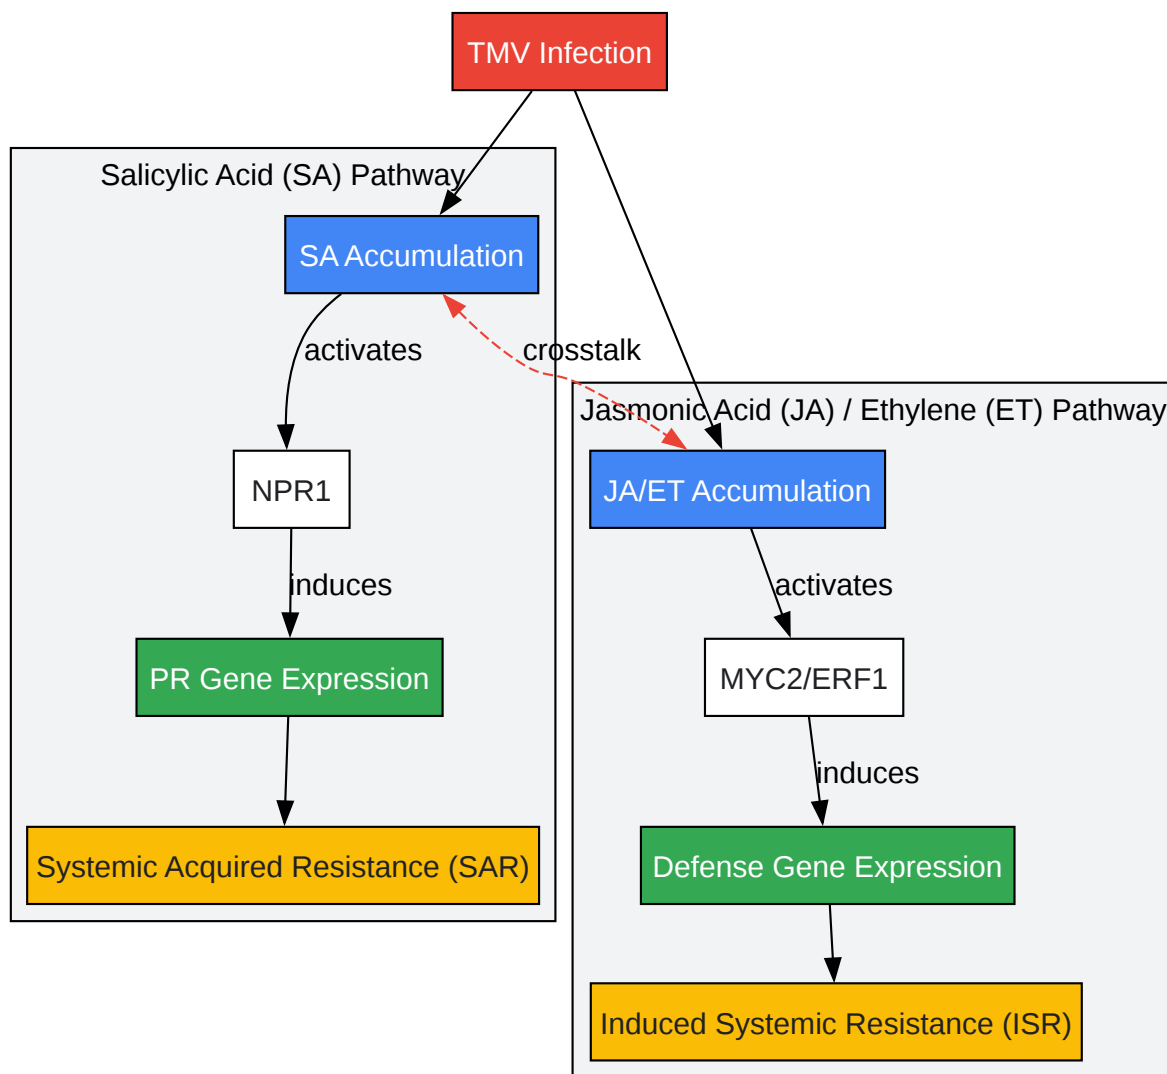 TMV Infection
Salicylic Acid (SA) Pathway
SA Accumulation
activates
crosstalk
Jasmonic Acid (JA) / Ethylene (ET) Pathway
NPR1
JA/ET Accumulation
induces
activates
PR Gene Expression
MYC2/ERF1
induces
Systemic Acquired Resistance (SAR)
Defense Gene Expression
Induced Systemic Resistance (ISR)